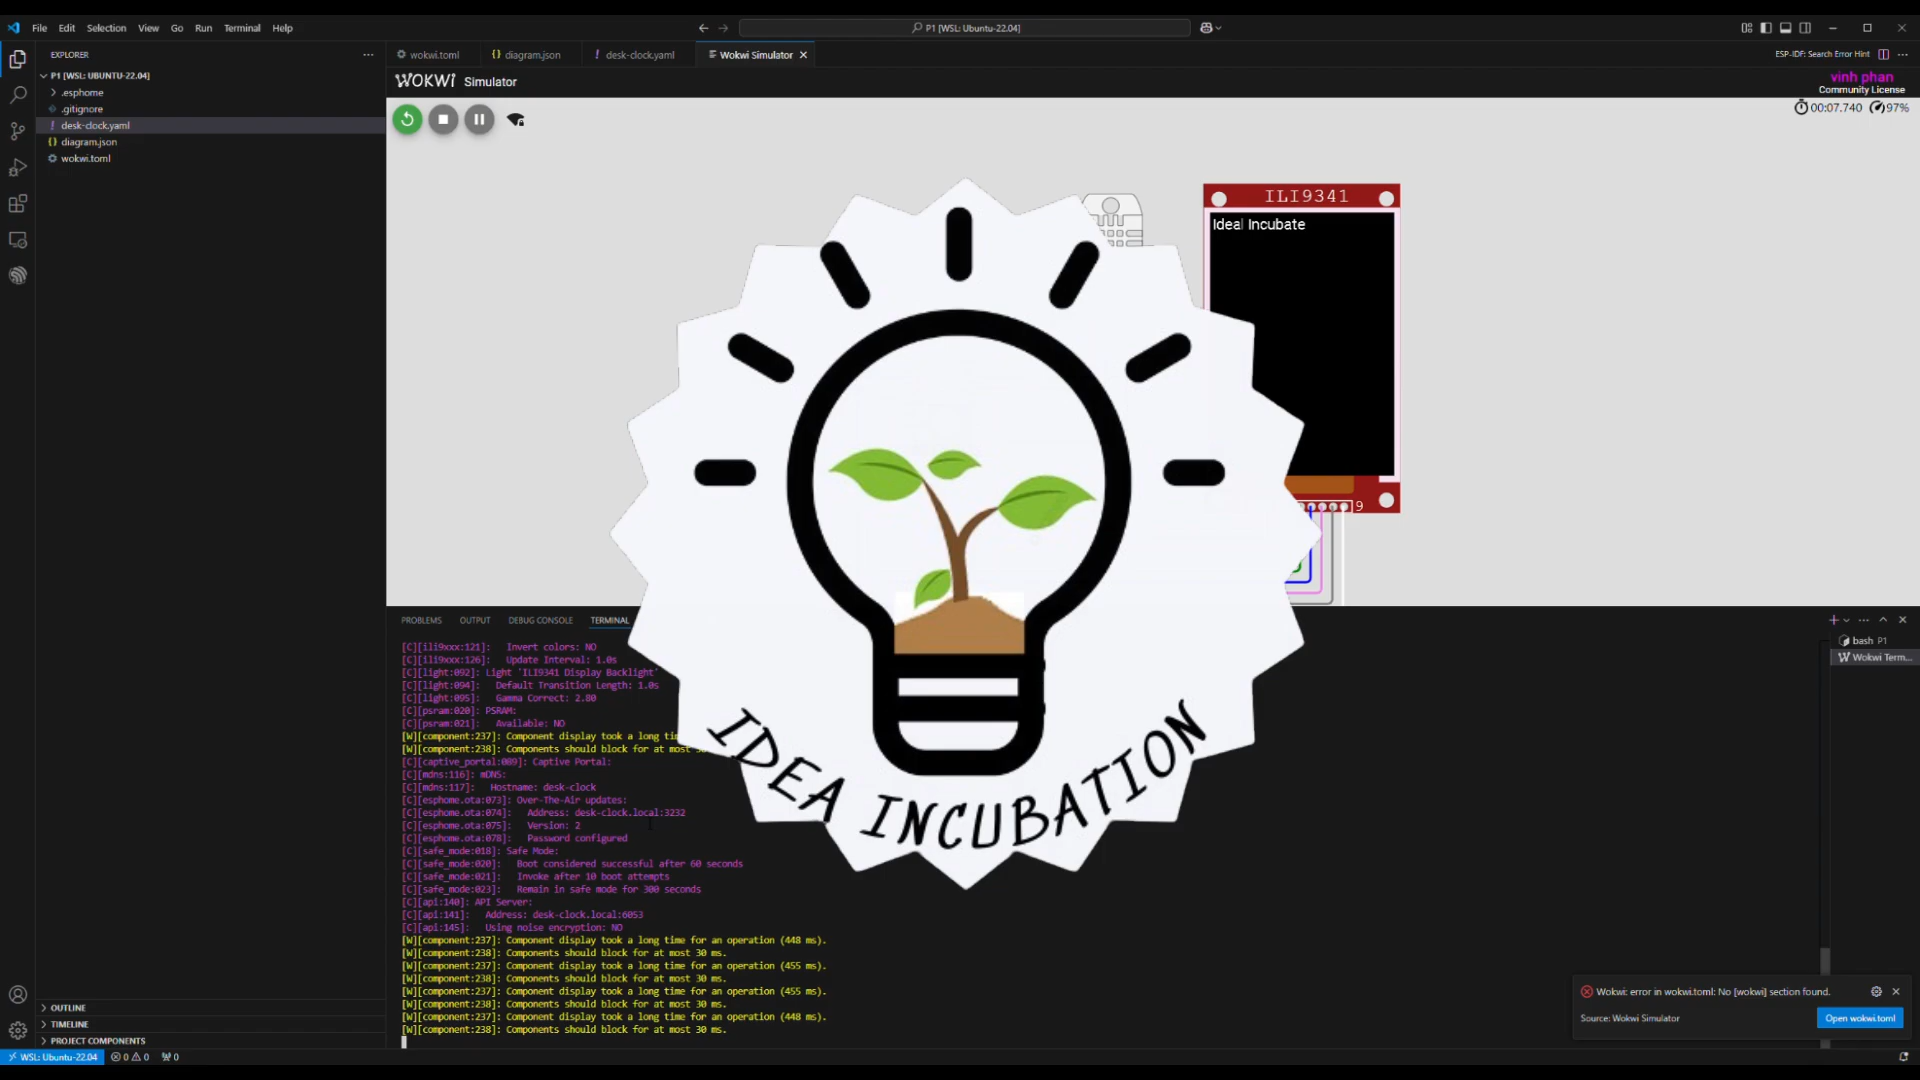 File Edit Selection View Go Run Terminal Help
P1 [WSL: Ubuntu-22.04]
EXPLORER
P1 [WSL: UBUNTU-22.04]
.esphome
.gitignore
desk-clock.yaml
diagram.json
wokwi.toml
OUTLINE
TIMELINE
PROJECT COMPONENTS
wokwi.toml
diagram.json
desk-clock.yaml
Wokwi Simulator
ESP-IDF: Search Error Hint
WOKWI Simulator
vinh phan
Community License
00:07.740 97%
ILI9341
Ideal Incubate
9
IDEA INCUBATION
PROBLEMS OUTPUT DEBUG CONSOLE TERMINAL
[C][ili9xxx:121]: Invert colors: NO
[C][ili9xxx:126]: Update Interval: 1.0s
[C][light:092]: Light 'ILI9341 Display Backlight'
[C][light:094]: Default Transition Length: 1.0s
[C][light:095]: Gamma Correct: 2.80
[C][psram:020]: PSRAM:
[C][psram:021]: Available: NO
[W][component:237]: Component display took a long
[W][component:238]: Components should block for at most
[C][captive_portal:089]: Captive Portal:
[C][mdns:116]: mDNS:
[C][mdns:117]: Hostname: desk-clock
[C][esphome.ota:073]: Over-The-Air updates:
[C][esphome.ota:074]: Address: desk-clock.local:3232
[C][esphome.ota:075]: Version: 2
[C][esphome.ota:078]: Password configured
[C][safe_mode:018]: Safe Mode:
[C][safe_mode:020]: Boot considered successful after 60 seconds
[C][safe_mode:021]: Invoke after 10 boot attempts
[C][safe_mode:023]: Remain in safe mode for 300 seconds
[C][api:140]: API Server:
[C][api:141]: Address: desk-clock.local:6053
[C][api:145]: Using noise encryption: NO
[W][component:237]: Component display took a long time for an operation (448 ms).
[W][component:238]: Components should block for at most 30 ms.
[W][component:237]: Component display took a long time for an operation (455 ms).
[W][component:238]: Components should block for at most 30 ms.
[W][component:237]: Component display took a long time for an operation (455 ms).
[W][component:238]: Components should block for at most 30 ms.
[W][component:237]: Component display took a long time for an operation (448 ms).
[W][component:238]: Components should block for at most 30 ms.
bash P1
Wokwi Term...
Wokwi: error in wokwi.toml: No [wokwi] section found.
Source: Wokwi Simulator
Open wokwi.toml
WSL: Ubuntu-22.04 0 0 0